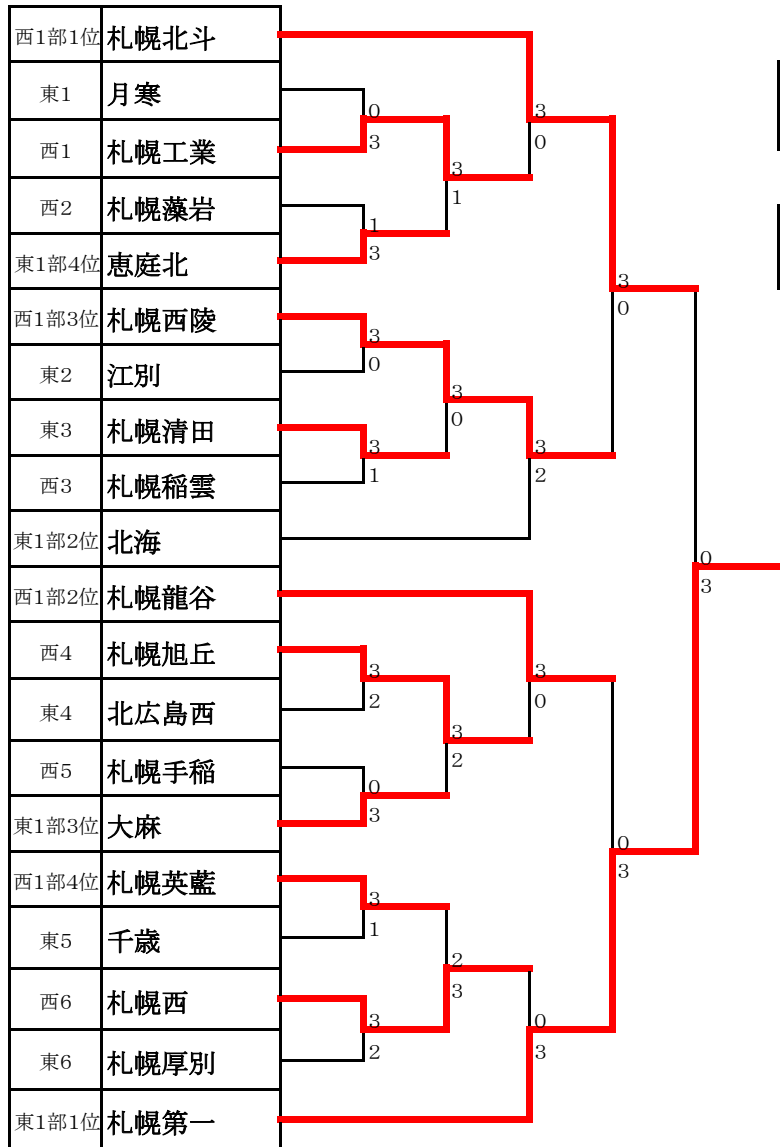 西1部1位 札幌北斗
東1 月寒
0
西1 札幌工業
3
3
0
3
1
西2 札幌藻岩
1
東1部4位 恵庭北
3
3
0
西1部3位 札幌西陵
3
東2 江別
0
3
0
東3 札幌清田
3
3
西3 札幌稲雲
1
2
東1部2位 北海
0
3
西1部2位 札幌龍谷
西4 札幌旭丘
3
3
東4 北広島西
2
0
3
2
西5 札幌手稲
0
東1部3位 大麻
3
0
3
西1部4位 札幌英藍
3
東5 千歳
1
2
3
西6 札幌西
3
0
東6 札幌厚別
2
3
東1部1位 札幌第一